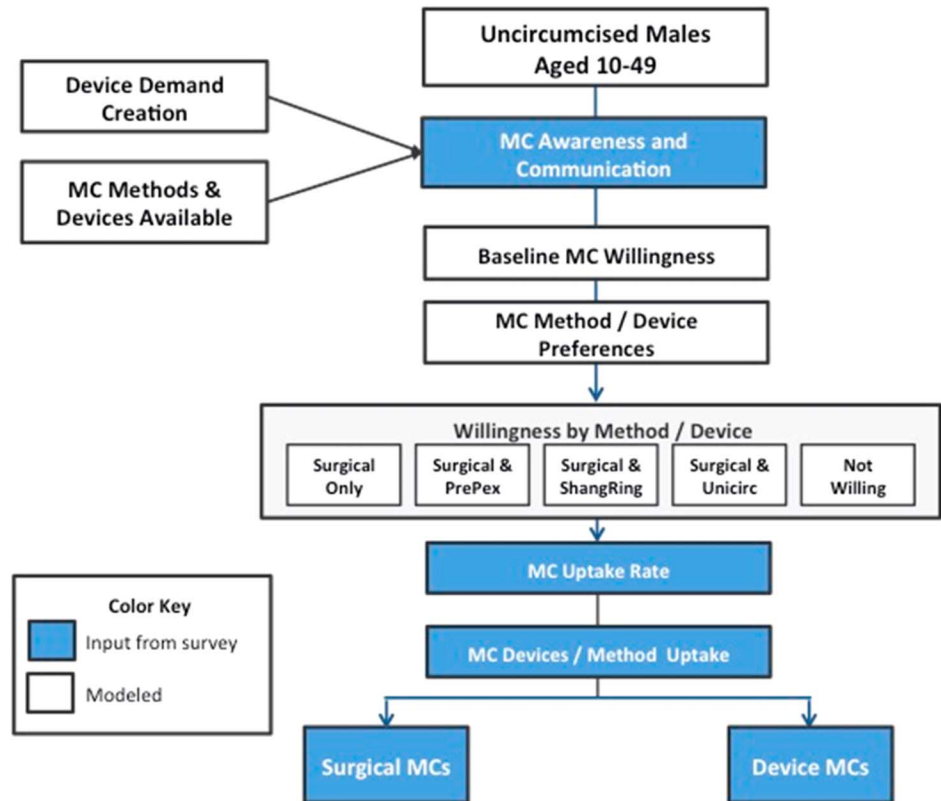 Uncircumcised Males
Aged 10-49
Device Demand
Creation
MC Methods &
Devices Available
MC Awareness and
Communication
Baseline MC Willingness
MC Method / Device
Preferences
Willingness by Method / Device
Surgical
Only
Surgical &
PrePex
Surgical &
ShangRing
Surgical &
Unicirc
Not
Willing
MC Uptake Rate
MC Devices / Method Uptake
Surgical MCs
Device MCs
Color Key
Input from survey
Modeled